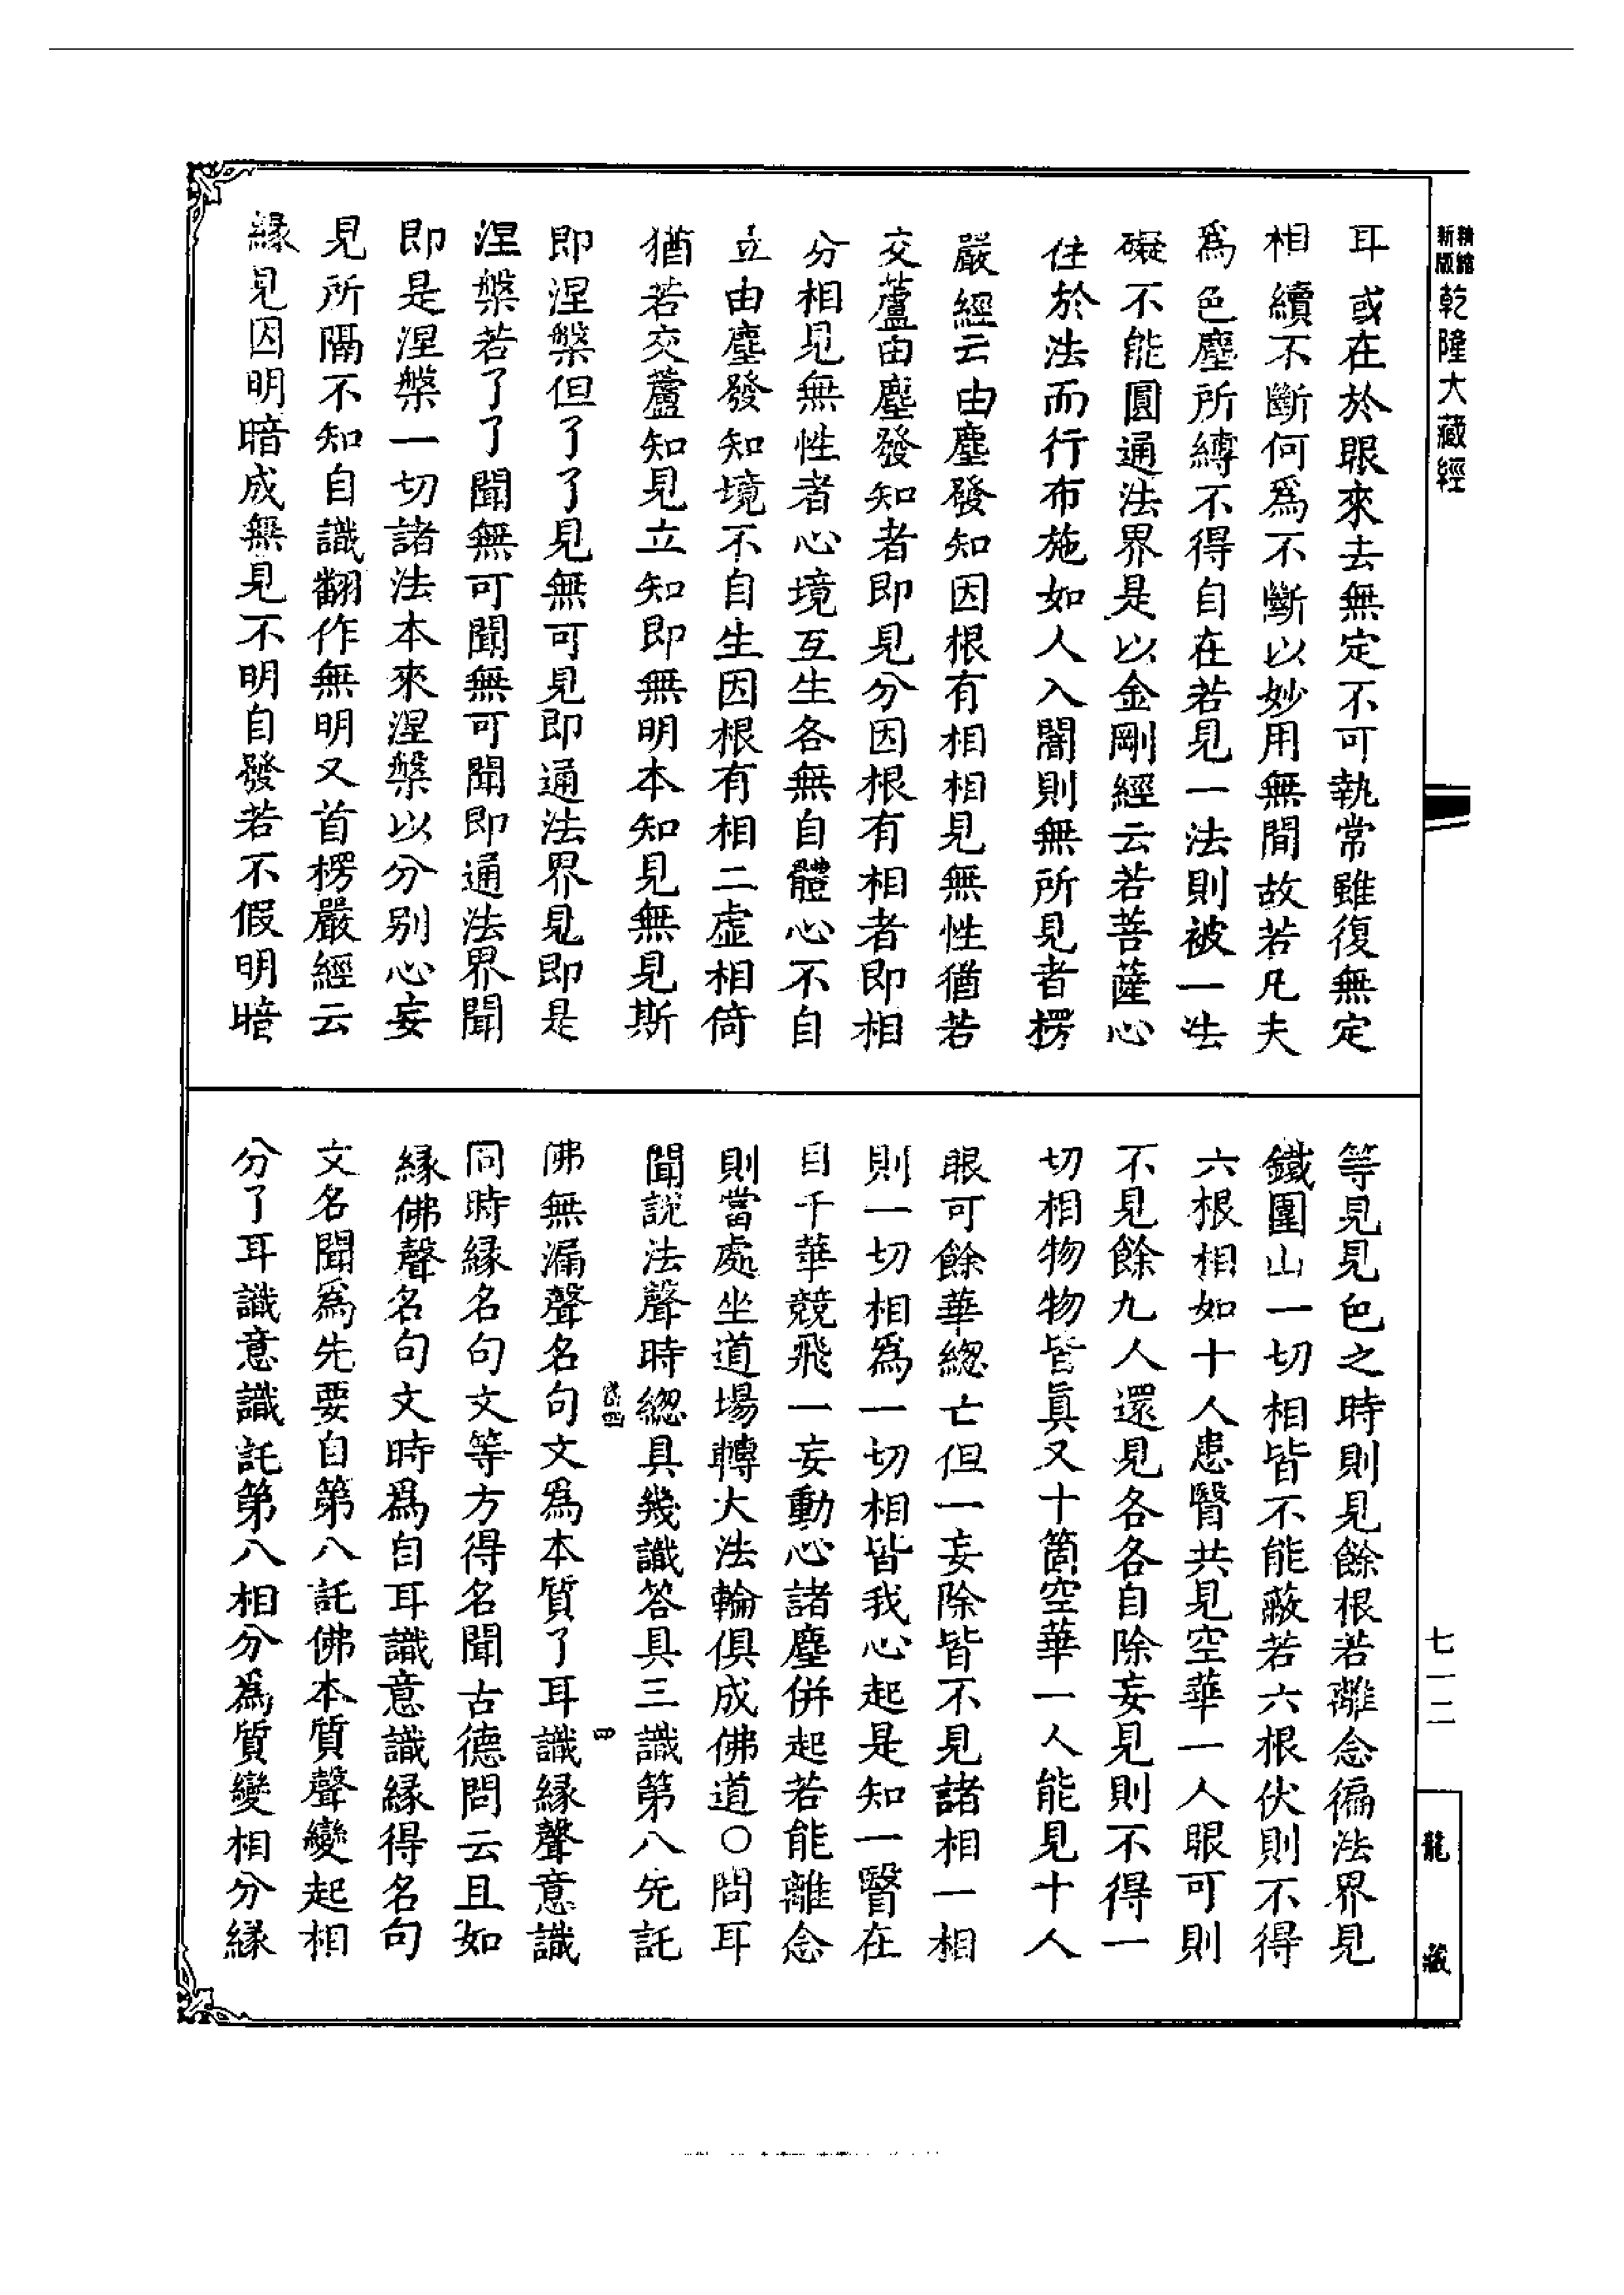 精縮
新版
乾隆大藏經
耳或在於眼來去無定不可執常雖復無定
相續不斷何為不斷以妙用無間故若凡夫
為色塵所縛不得自在若見一法則被一法
礙不能圓通法界是以金剛經云若菩薩心
住於法而行布施如人入闇則無所見者楞
嚴經云由塵發知因根有相相見無性猶若
交蘆由塵發知者即見分因根有相者即相
分相見無性者心境互生各無自體心不自
立由塵發知境不自生因根有相二虛相倚
猶若交蘆知見立知即無明本知見無見斯
即涅槃但了了見無可見即通法界見即是
涅槃若了了聞無可聞無可聞即通法界聞
即是涅槃一切諸法本來涅槃以分別心妄
見所隔不知自識翻作無明又首楞嚴經云
緣見因明暗成無見不明自發若不假明暗
等見見色之時則見餘根若離念徧法界見
鐵圍山一切相皆不能蔽若六根伏則不得
六根相如十人患瞖共見空華一人眼可則
不見餘九人還見各各自除妄見則不得一
切相物物皆真又十箇空華一人能見十人
眼可餘華緫亡但一妄除皆不見諸相一相
則一切相為一切相皆我心起是知一瞖在
目千華競飛一妄動心諸塵併起若能離念
則當處坐道場轉大法輪俱成佛道○問耳
聞說法聲時緫具幾識答具三識第八先託
佛無漏聲名句文為本質了耳識緣聲意識
同時緣名句文等方得名聞古德問云且如
緣佛聲名句文時為自耳識意識緣得名句
文名聞為先要自第八託佛本質聲變起相
分了耳識意識託第八相分為質變相分緣
七一二
龍藏